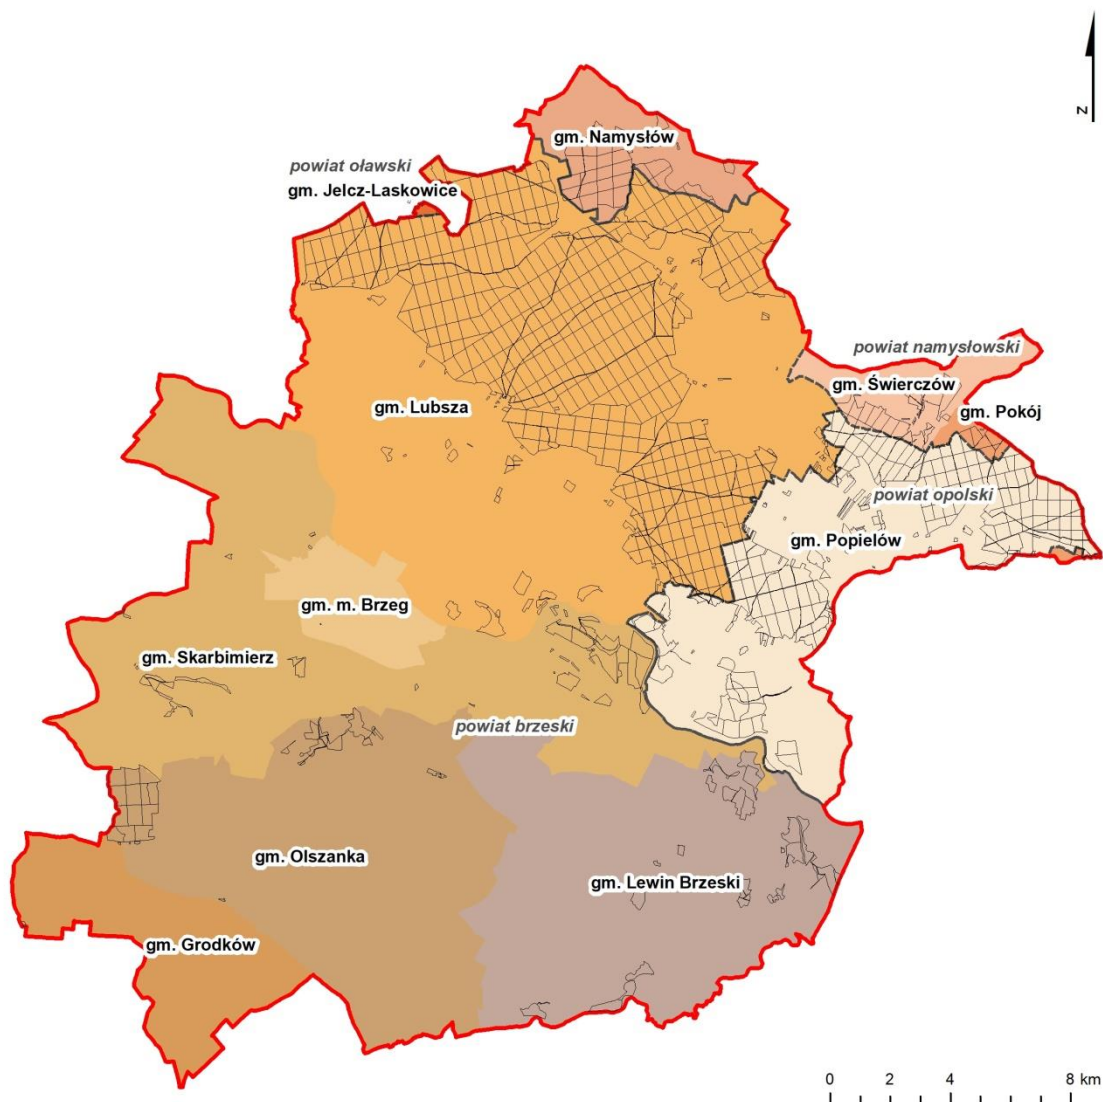 N
gm. Namysłów
powiat oławski
gm. Jelcz-Laskowice
powiat namysłowski
gm. Świerczów
gm. Lubsza
gm. Pokój
powiat opolski
gm. Popielów
gm. m. Brzeg
gm. Skarbimierz
powiat brzeski
gm. Olszanka
gm. Lewin Brzeski
gm. Grodków
0 2 4 8 km